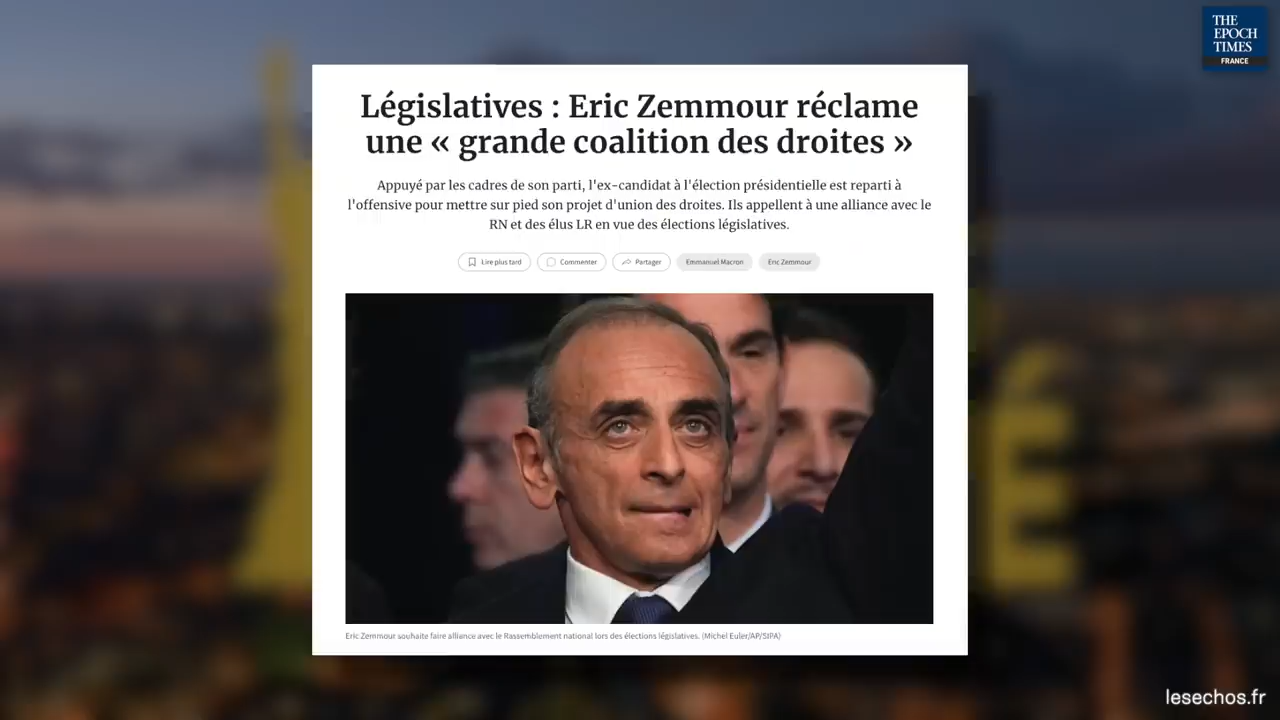 THE
EPOCH
TIMES
FRANCE
Législatives : Eric Zemmour réclame
une « grande coalition des droites »
Appuyé par les cadres de son parti, l'ex-candidat à l'élection présidentielle est reparti à
l'offensive pour mettre sur pied son projet d'union des droites. Ils appellent à une alliance avec le
RN et des élus LR en vue des élections législatives.
Lire plus tard
Commenter
Partager
Emmanuel Macron
Eric Zemmour
Eric Zemmour souhaite faire alliance avec le Rassemblement national lors des élections législatives. (Michel Euler/AP/SIPA)
lesechos.fr